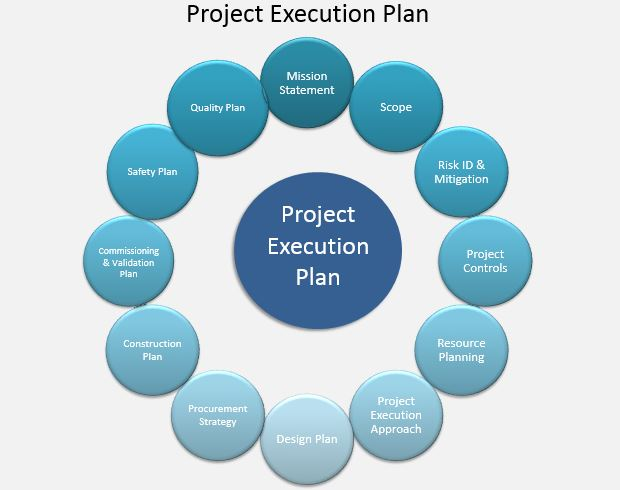 Project Execution Plan
Mission
Statement
Scope
Risk ID &
Mitigation
Project
Controls
Resource
Planning
Project
Execution
Approach
Design Plan
Procurement
Strategy
Construction
Plan
Commissioning
& Validation
Plan
Safety Plan
Quality Plan
Project
Execution
Plan